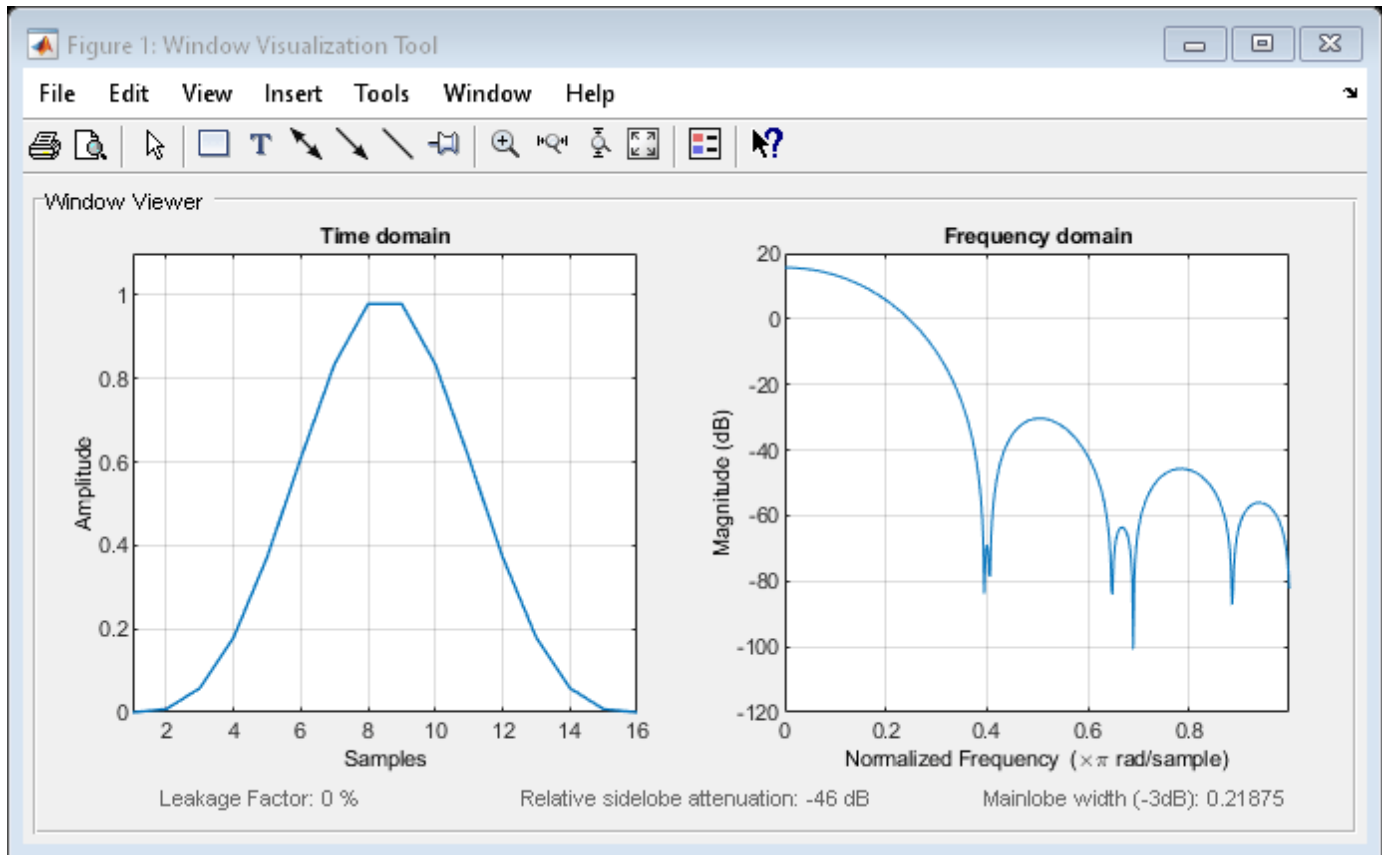 Figure 1: Window Visualization Tool
File Edit View Insert Tools Window Help
T
?
Window Viewer
Time domain
1
0.8
0.6
0.4
0.2
0
Amplitude
2 4 6 8 10 12 14 16
Samples
Frequency domain
20
0
-20
-40
-60
-80
-100
-120
Magnitude (dB)
0 0.2 0.4 0.6 0.8
Normalized Frequency (×π rad/sample)
Leakage Factor: 0 % Relative sidelobe attenuation: -46 dB Mainlobe width (-3dB): 0.21875